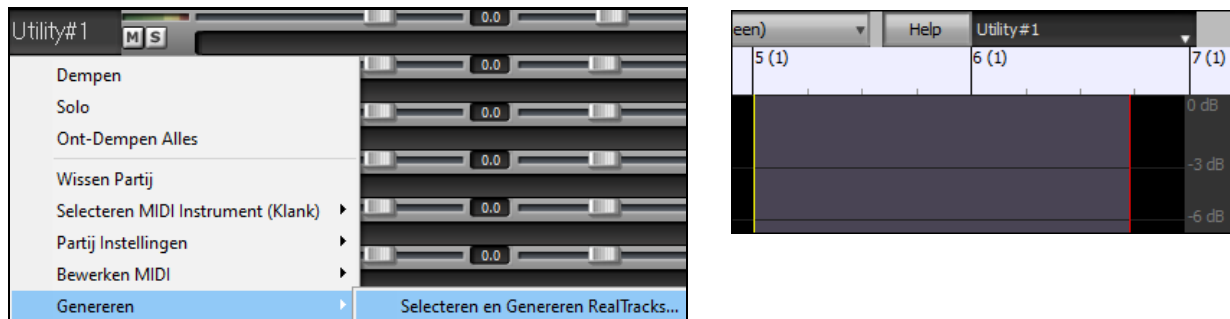 Utility#1
M S
0.0
Dempen
0.0
Solo
0.0
Ont-Dempen Alles
0.0
Wissen Partij
Selecteren MIDI Instrument (Klank)
0.0
Partij Instellingen
0.0
Bewerken MIDI
Genereren
Selecteren en Genereren RealTracks...
een)
Help
Utility#1
5 (1)
6 (1)
7 (1)
0 dB
-3 dB
-6 dB